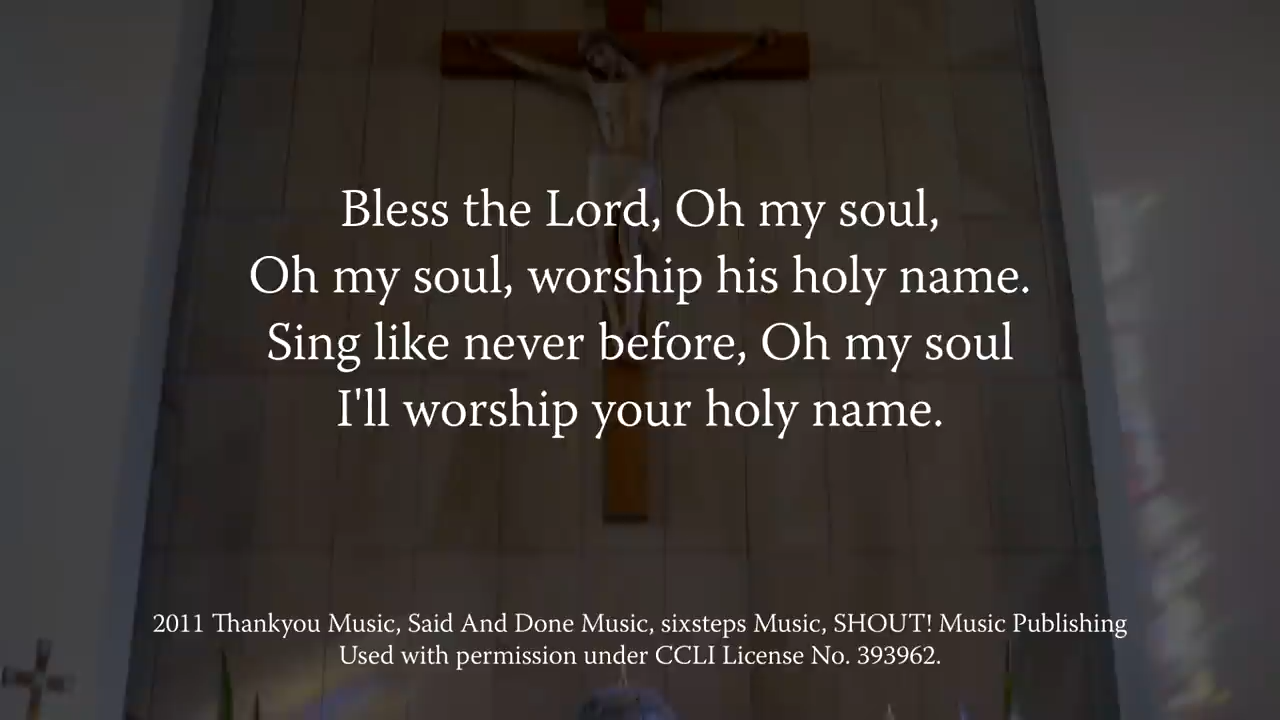 Bless the Lord, Oh my soul,
Oh my soul, worship his holy name.
Sing like never before, Oh my soul
I'll worship your holy name.
2011 Thankyou Music, Said And Done Music, sixsteps Music, SHOUT! Music Publishing
Used with permission under CCLI License No. 393962.